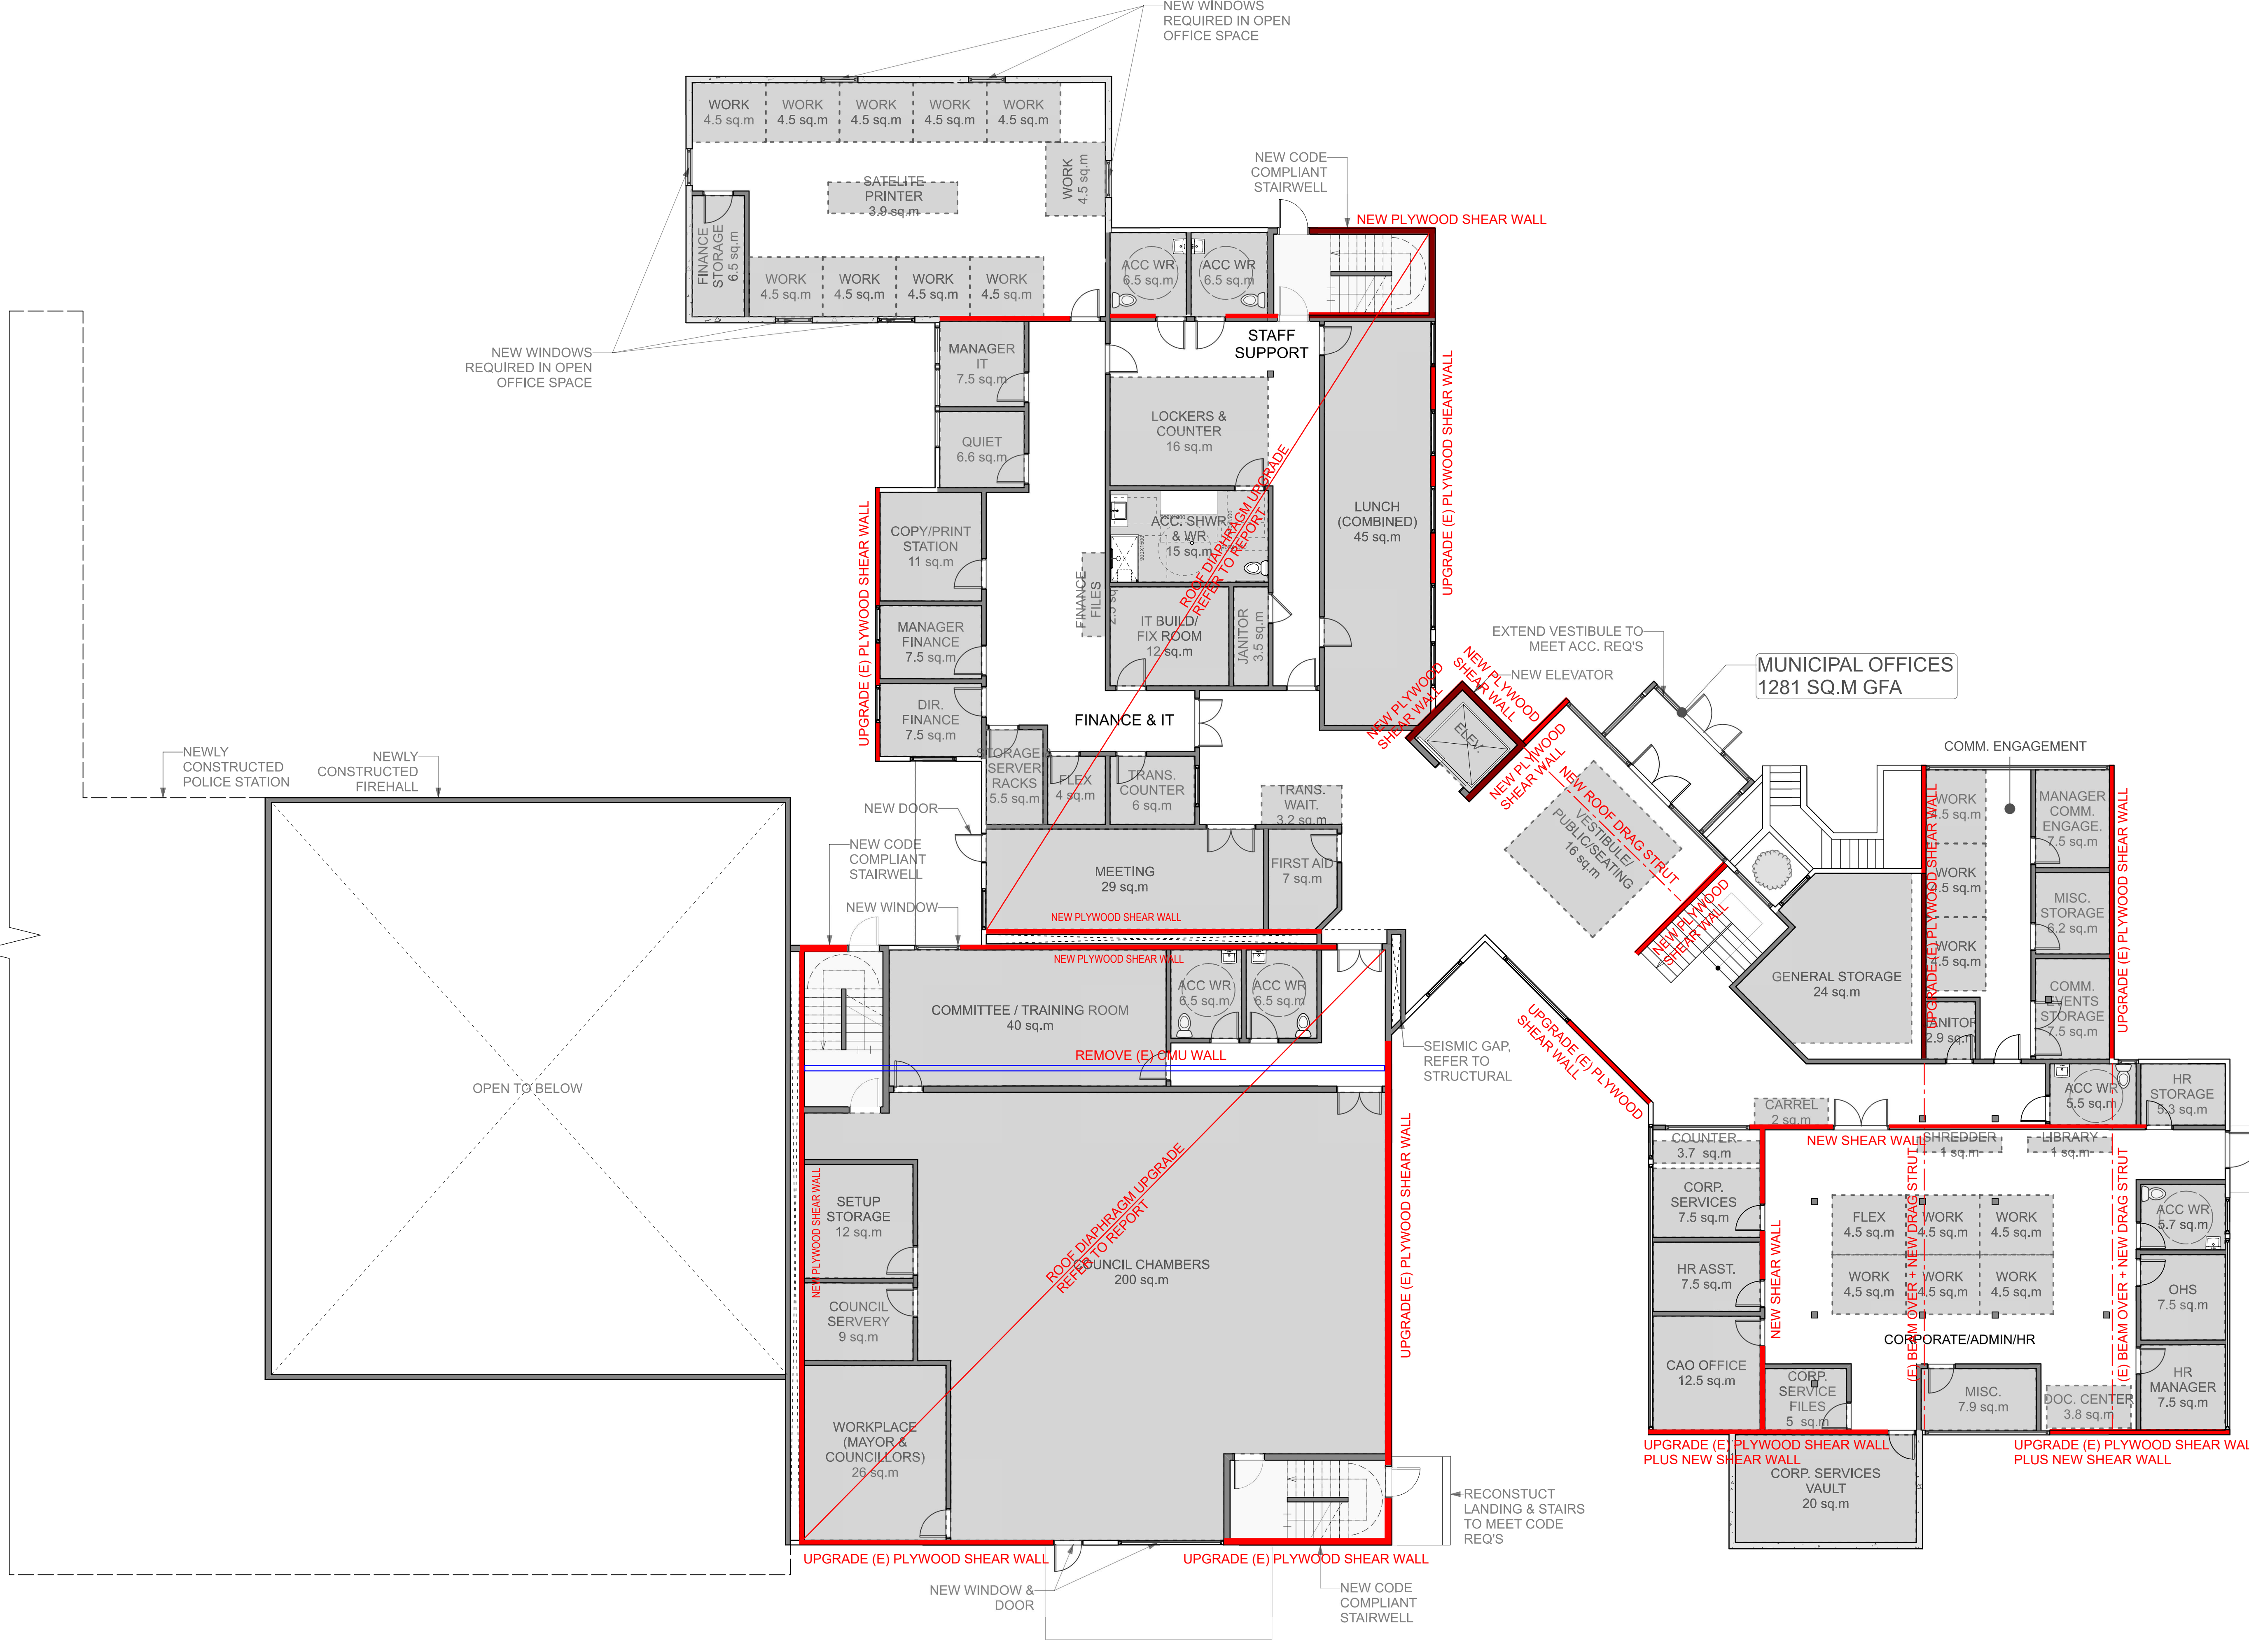 NEW WINDOWS
REQUIRED IN OPEN
OFFICE SPACE
WORK
4.5 sq.m
WORK
4.5 sq.m
WORK
4.5 sq.m
WORK
4.5 sq.m
WORK
4.5 sq.m
WORK
4.5 sq.m
SATELITE
PRINTER
3.9 sq.m
FINANCE
STORAGE
6.5 sq.m
WORK
4.5 sq.m
WORK
4.5 sq.m
WORK
4.5 sq.m
WORK
4.5 sq.m
NEW CODE
COMPLIANT
STAIRWELL
NEW PLYWOOD SHEAR WALL
ACC WR
6.5 sq.m
ACC WR
6.5 sq.m
NEW WINDOWS
REQUIRED IN OPEN
OFFICE SPACE
STAFF
SUPPORT
MANAGER
IT
7.5 sq.m
QUIET
6.6 sq.m
LOCKERS &
COUNTER
16 sq.m
LUNCH
(COMBINED)
45 sq.m
UPGRADE (E) PLYWOOD SHEAR WALL
UPGRADE (E) PLYWOOD SHEAR WALL
COPY/PRINT
STATION
11 sq.m
ACC. SHWR
& WR
15 sq.m
ROOF DIAPHRAGM UPGRADE
REFER TO REPORT
FINANCE
FILES
MANAGER
FINANCE
7.5 sq.m
IT BUILD/
FIX ROOM
12 sq.m
JANITOR
3.5 sq.m
DIR.
FINANCE
7.5 sq.m
FINANCE & IT
STORAGE
SERVER
RACKS
5.5 sq.m
FLEX
4 sq.m
TRANS.
COUNTER
6 sq.m
TRANS.
WAIT.
3.2 sq.m
EXTEND VESTIBULE TO
MEET ACC. REQ'S
NEW ELEVATOR
MUNICIPAL OFFICES
1281 SQ.M GFA
NEW PLYWOOD
SHEAR WALL
NEW PLYWOOD
SHEAR WALL
ELEV.
NEW PLYWOOD
SHEAR WALL
NEW ROOF DRAG STRUT
VESTIBULE/
PUBLIC/SEATING
16 sq.m
NEW PLYWOOD
SHEAR WALL
NEWLY
CONSTRUCTED
POLICE STATION
NEWLY
CONSTRUCTED
FIREHALL
NEW DOOR
NEW CODE
COMPLIANT
STAIRWELL
NEW WINDOW
MEETING
29 sq.m
FIRST AID
7 sq.m
NEW PLYWOOD SHEAR WALL
NEW PLYWOOD SHEAR WALL
COMM. ENGAGEMENT
UPGRADE (E) PLYWOOD SHEAR WALL
WORK
4.5 sq.m
WORK
4.5 sq.m
WORK
4.5 sq.m
MANAGER
COMM.
ENGAGE.
7.5 sq.m
MISC.
STORAGE
6.2 sq.m
COMM.
EVENTS
STORAGE
7.5 sq.m
UPGRADE (E) PLYWOOD SHEAR WALL
GENERAL STORAGE
24 sq.m
JANITOR
2.9 sq.m
COMMITTEE / TRAINING ROOM
40 sq.m
ACC WR
6.5 sq.m
ACC WR
6.5 sq.m
REMOVE (E) CMU WALL
SEISMIC GAP,
REFER TO
STRUCTURAL
UPGRADE (E) PLYWOOD
SHEAR WALL
OPEN TO BELOW
ACC WR
5.5 sq.m
HR
STORAGE
5.3 sq.m
CARREL
2 sq.m
COUNTER
3.7 sq.m
NEW SHEAR WALL
SHREDDER
1 sq.m
LIBRARY
1 sq.m
CORP.
SERVICES
7.5 sq.m
HR ASST.
7.5 sq.m
CAO OFFICE
12.5 sq.m
NEW SHEAR WALL
FLEX
4.5 sq.m
WORK
4.5 sq.m
WORK
4.5 sq.m
WORK
4.5 sq.m
WORK
4.5 sq.m
WORK
4.5 sq.m
(E) BEAM OVER + NEW DRAG STRUT
(E) BEAM OVER + NEW DRAG STRUT
CORPORATE/ADMIN/HR
ACC WR
5.7 sq.m
OHS
7.5 sq.m
HR
MANAGER
7.5 sq.m
CORP.
SERVICE
FILES
5 sq.m
MISC.
7.9 sq.m
DOC. CENTER
3.8 sq.m
UPGRADE (E) PLYWOOD SHEAR WALL
PLUS NEW SHEAR WALL
UPGRADE (E) PLYWOOD SHEAR WAL
PLUS NEW SHEAR WALL
CORP. SERVICES
VAULT
20 sq.m
NEW PLYWOOD SHEAR WALL
SETUP
STORAGE
12 sq.m
COUNCIL
SERVERY
9 sq.m
WORKPLACE
(MAYOR &
COUNCILLORS)
26 sq.m
ROOF DIAPHRAGM UPGRADE
REFER TO REPORT
COUNCIL CHAMBERS
200 sq.m
UPGRADE (E) PLYWOOD SHEAR WALL
RECONSTUCT
LANDING & STAIRS
TO MEET CODE
REQ'S
UPGRADE (E) PLYWOOD SHEAR WALL
UPGRADE (E) PLYWOOD SHEAR WALL
NEW WINDOW &
DOOR
NEW CODE
COMPLIANT
STAIRWELL